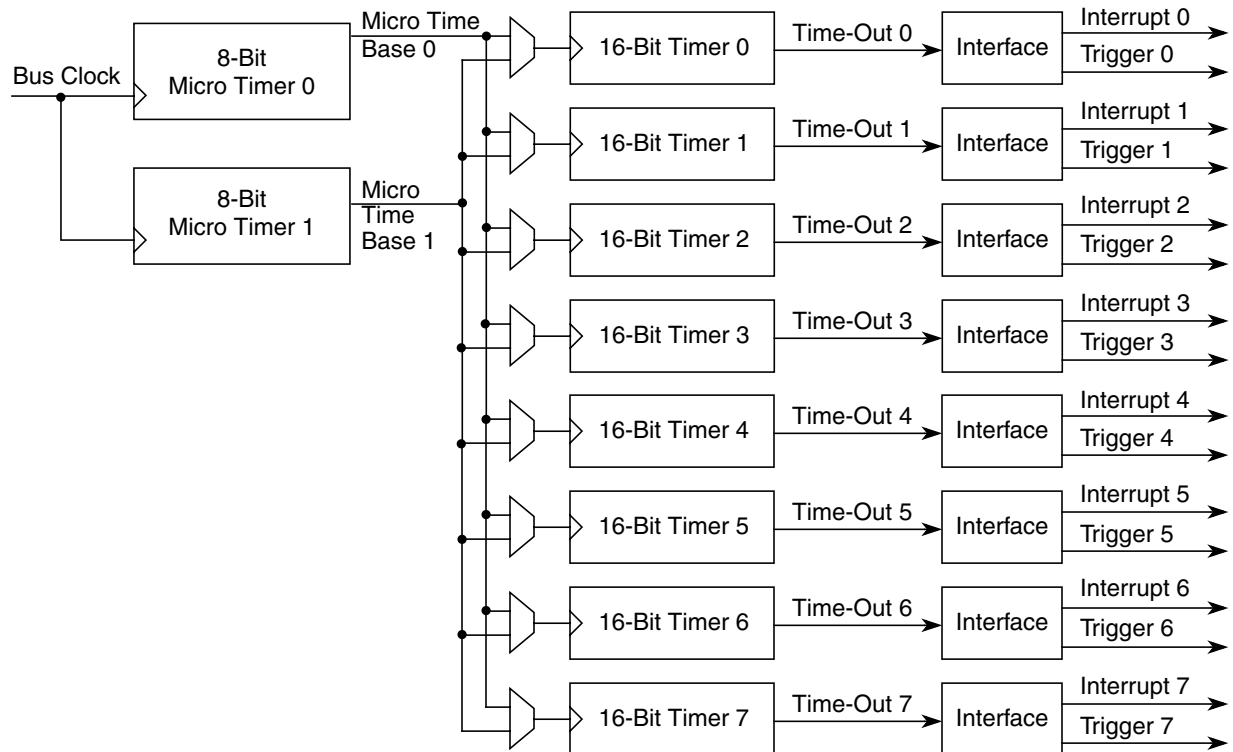 Bus Clock
8-Bit
Micro Timer 0
Micro Time
Base 0
8-Bit
Micro Timer 1
Micro
Time
Base 1
16-Bit Timer 0
Time-Out 0
Interface
Interrupt 0
Trigger 0
16-Bit Timer 1
Time-Out 1
Interface
Interrupt 1
Trigger 1
16-Bit Timer 2
Time-Out 2
Interface
Interrupt 2
Trigger 2
16-Bit Timer 3
Time-Out 3
Interface
Interrupt 3
Trigger 3
16-Bit Timer 4
Time-Out 4
Interface
Interrupt 4
Trigger 4
16-Bit Timer 5
Time-Out 5
Interface
Interrupt 5
Trigger 5
16-Bit Timer 6
Time-Out 6
Interface
Interrupt 6
Trigger 6
16-Bit Timer 7
Time-Out 7
Interface
Interrupt 7
Trigger 7